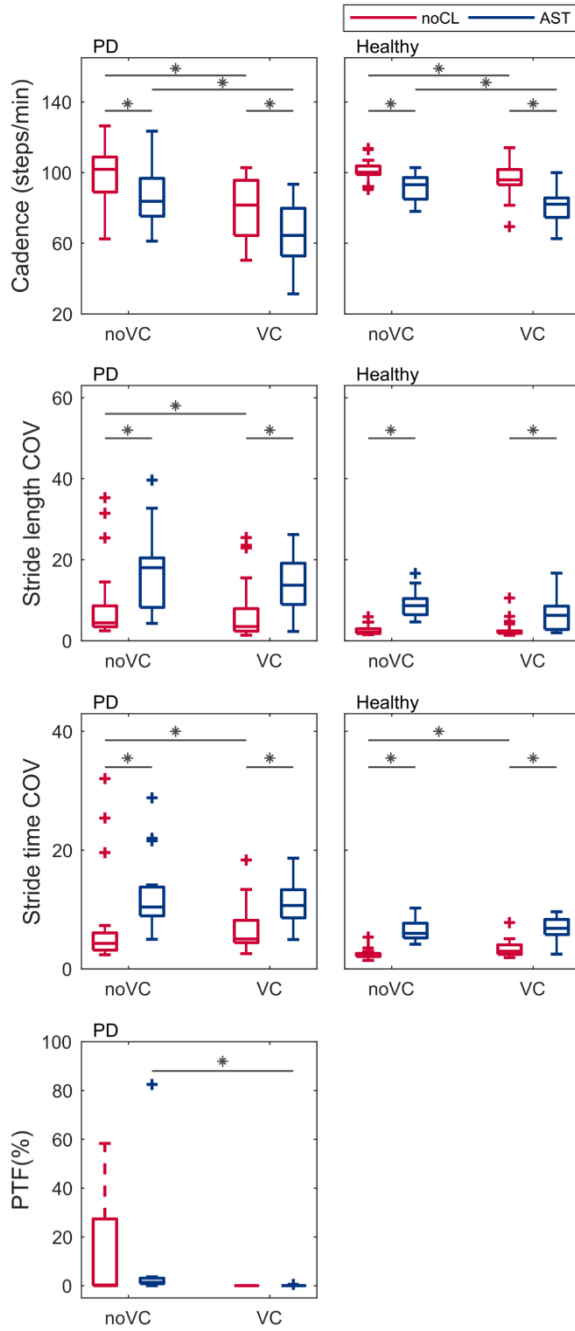 noCL AST
PD Healthy
Cadence (steps/min)
140
100
60
20
noVC VC noVC VC
PD Healthy
Stride length COV
60
40
20
0
noVC VC noVC VC
PD Healthy
Stride time COV
40
20
0
noVC VC noVC VC
PD
PTF(%)
100
80
60
40
20
0
noVC VC